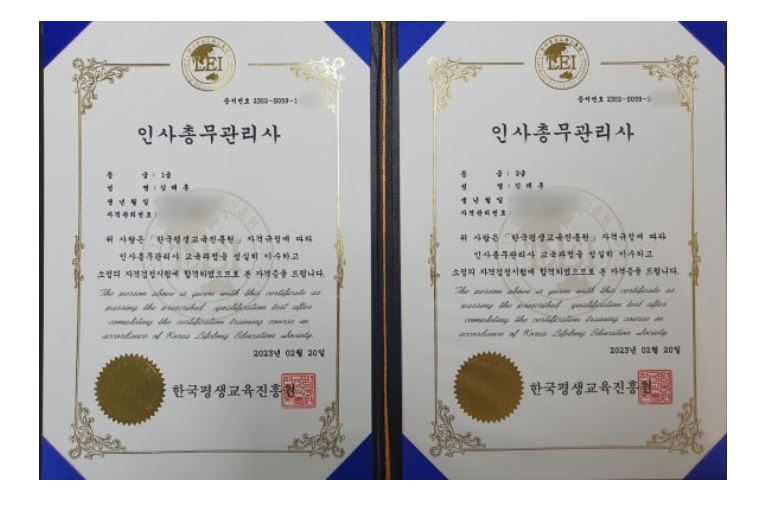 LEI
증서번호 2302-S059-1
인사총무관리사
등 급 : 1급
성 명 : 김태훈
생 년 월 일 :
자격관리번호 :
위 사람은 「한국평생교육진흥원」 자격규정에 따라
인사총무관리사 교육과정을 성실히 이수하고
소정의 자격검정시험에 합격하였으므로 본 자격증을 드립니다.
The person above is given with this certificate as
passing the prescribed qualification test after
completing the certification training course in
accordance of Korea Lifelong Education Society.
2023년 02월 20일
한국평생교육진흥원
LEI
증서번호 2302-S059-
인사총무관리사
등 급 : 2급
성 명 : 김태훈
생 년 월 일 :
자격관리번호 :
위 사람은 「한국평생교육진흥원」 자격규정에 따라
인사총무관리사 교육과정을 성실히 이수하고
소정의 자격검정시험에 합격하였으므로 본 자격증을 드립니다.
The person above is given with this certificate as
passing the prescribed qualification test after
completing the certification training course in
accordance of Korea Lifelong Education Society.
2023년 02월 20일
한국평생교육진흥원